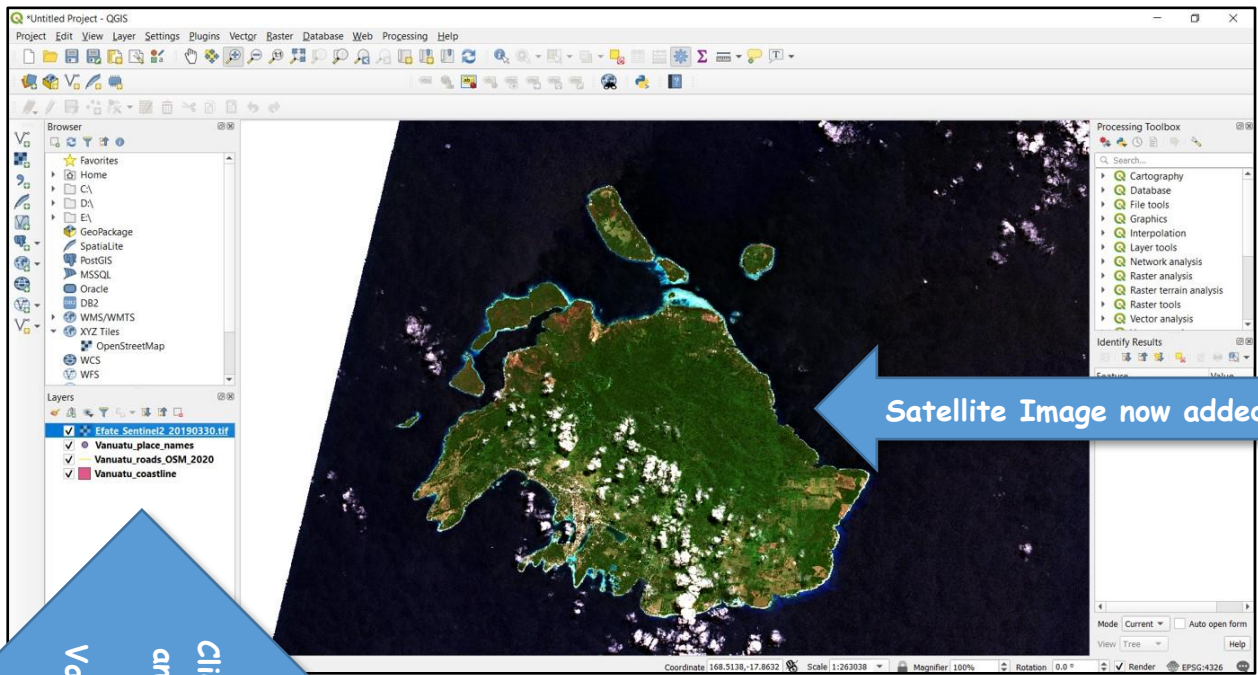 *Untitled Project - QGIS
Project Edit View Layer Settings Plugins Vector Raster Database Web Processing Help
Browser
Favorites
Home
C:\
D:\
E:\
GeoPackage
SpatiaLite
PostGIS
MSSQL
Oracle
DB2
WMS/WMTS
XYZ Tiles
OpenStreetMap
WCS
WFS
Layers
Efate_Sentinel2_20190330.tif
Vanuatu_place_names
Vanuatu_roads_OSM_2020
Vanuatu_coastline
Satellite Image now added
Processing Toolbox
Search...
Cartography
Database
File tools
Graphics
Interpolation
Layer tools
Network analysis
Raster analysis
Raster terrain analysis
Raster tools
Vector analysis
Identify Results
Feature Value
Mode Current Auto open form
View Tree Help
Coordinate 168.5138,-17.8632 Scale 1:263038 Magnifier 100% Rotation 0.0 ° Render EPSG:4326